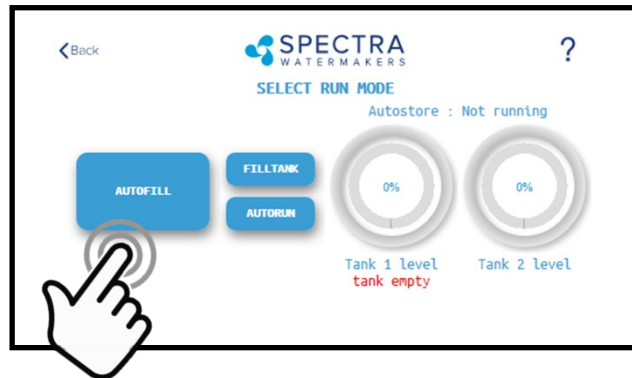 Back
SPECTRA
WATERMAKERS
?
SELECT RUN MODE
Autostore : Not running
AUTOFILL
FILLTANK
AUTORUN
0%
0%
Tank 1 level
tank empty
Tank 2 level